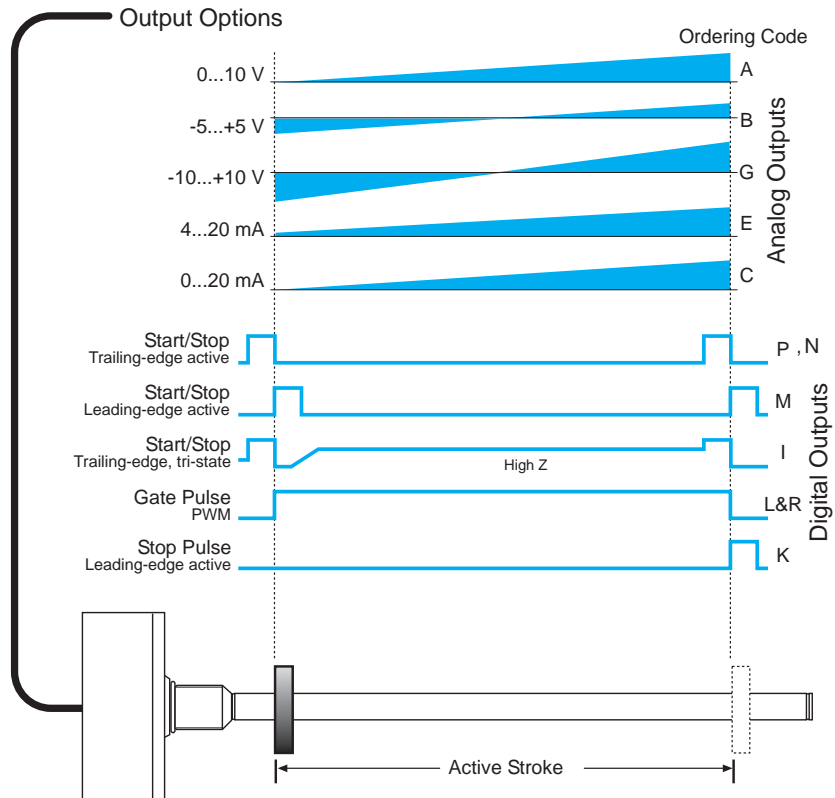 Output Options
Ordering Code
0...10 V
A
-5...+5 V
B
-10...+10 V
G
4...20 mA
E
0...20 mA
C
Analog Outputs
Start/Stop
Trailing-edge active
P , N
Start/Stop
Leading-edge active
M
Start/Stop
Trailing-edge, tri-state
High Z
I
Gate Pulse
PWM
L&R
Stop Pulse
Leading-edge active
K
Digital Outputs
Active Stroke